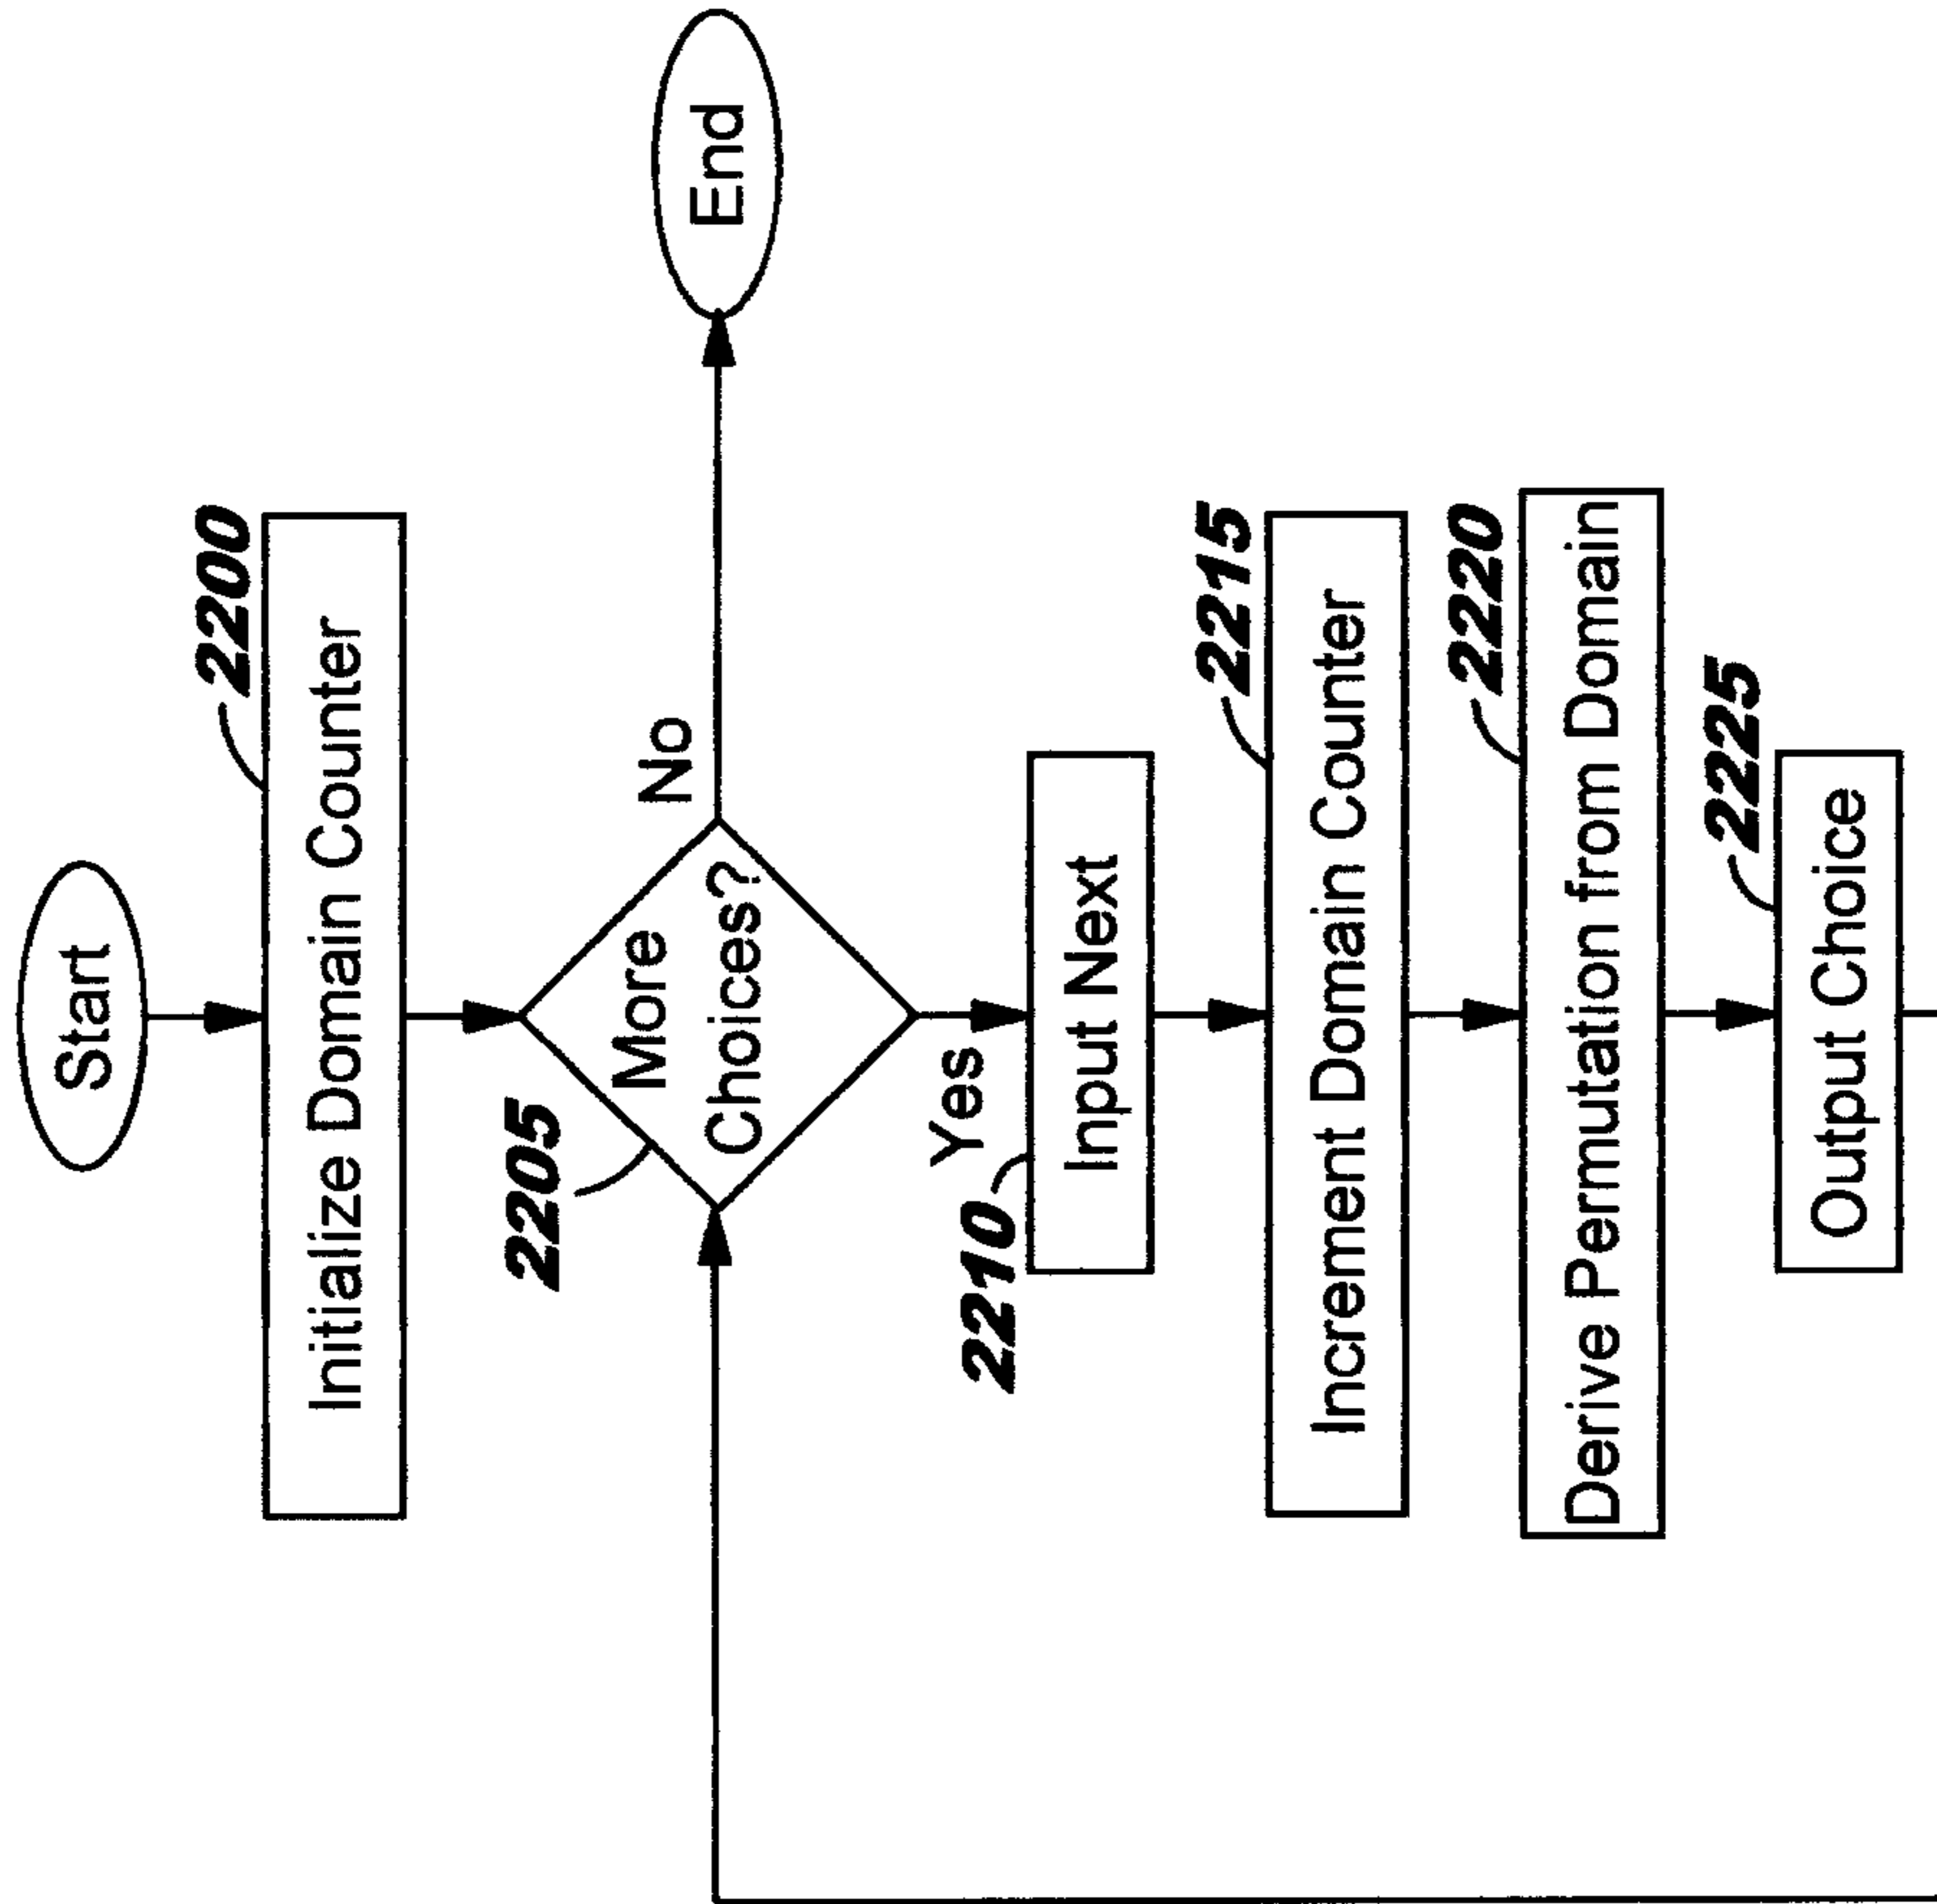 Start
2200
Initialize Domain Counter
2205
More
Choices?
No
End
Yes
2210
Input Next
2215
Increment Domain Counter
2220
Derive Permutation from Domain
2225
Output Choice